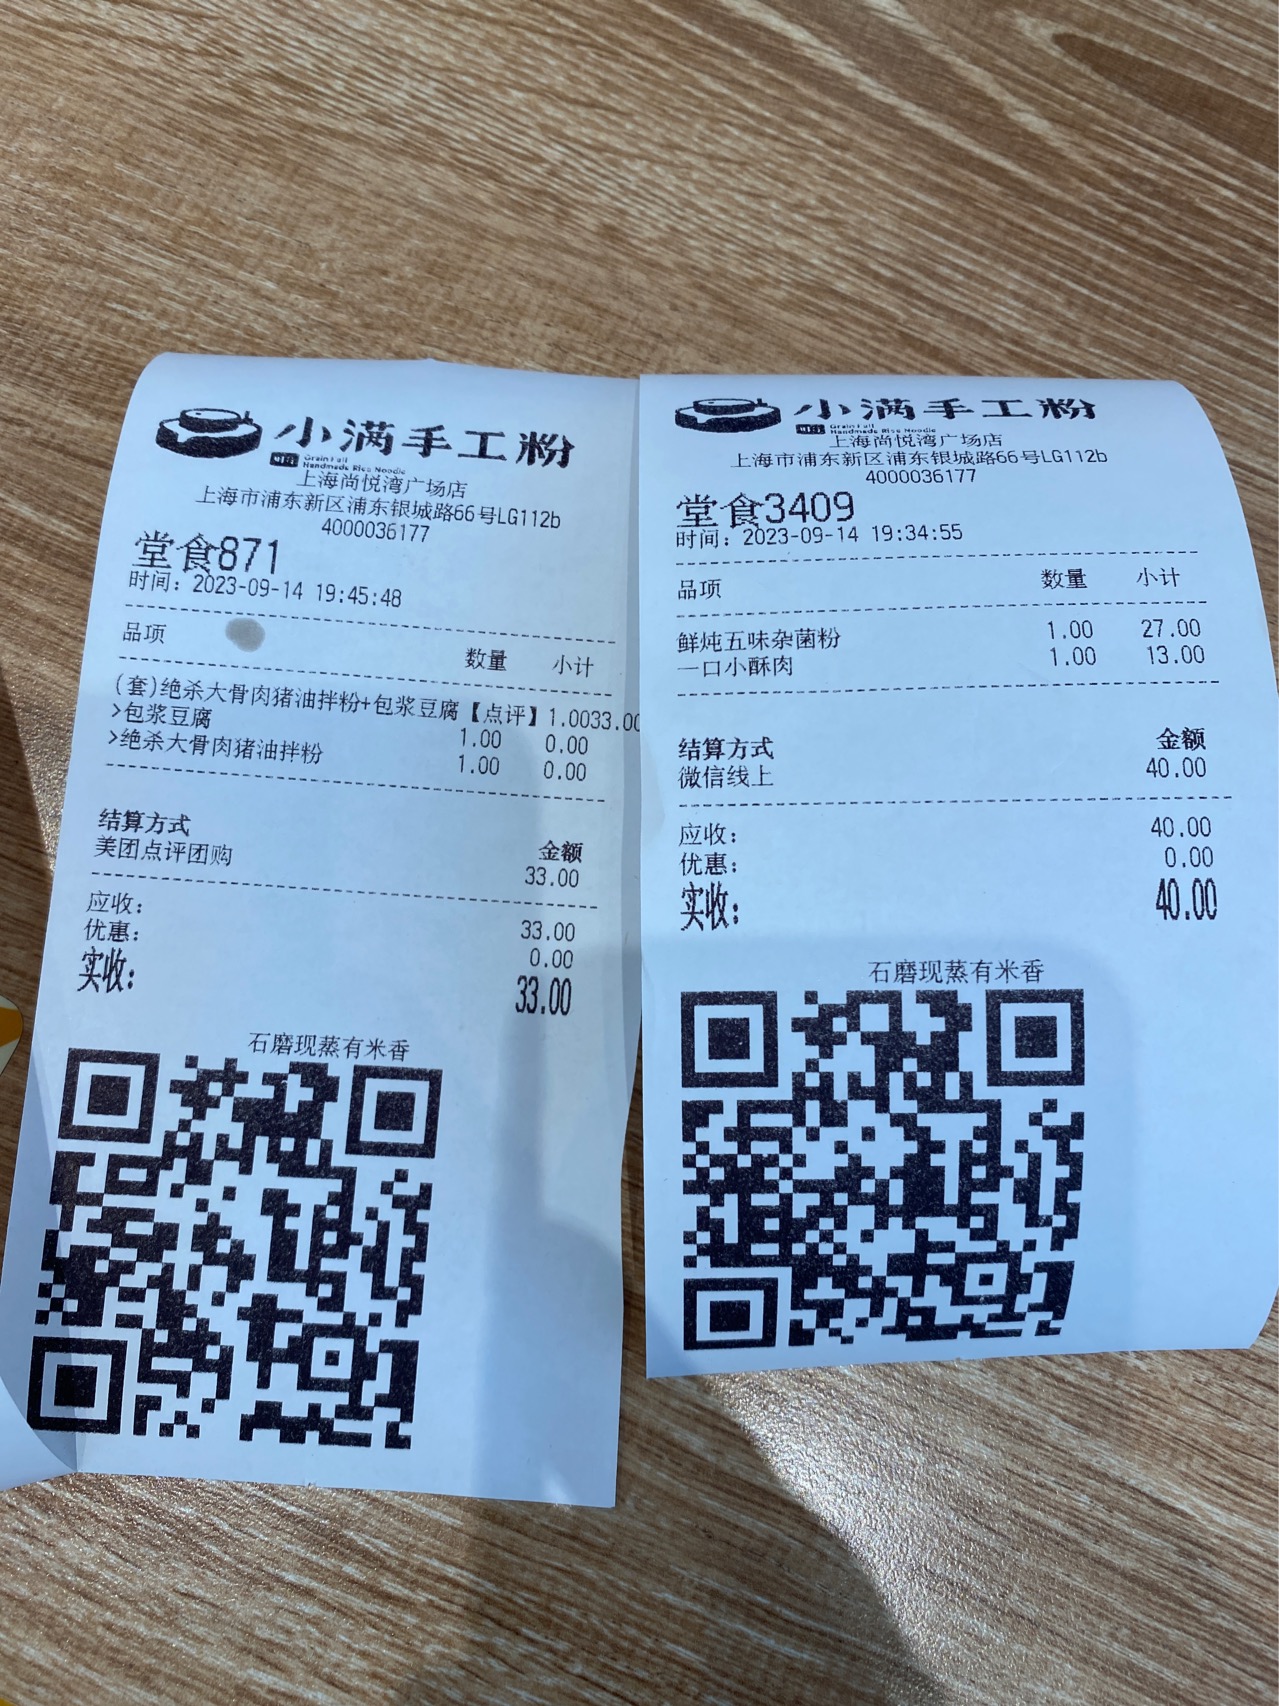 小满手工粉
Grain Full
Handmade Rice Noodle
上海尚悦湾广场店
上海市浦东新区浦东银城路66号LG112b
4000036177
堂食871
时间：2023-09-14 19:45:48
品项 数量 小计
(套)绝杀大骨肉猪油拌粉+包浆豆腐【点评】1.0033.00
>包浆豆腐 1.00 0.00
>绝杀大骨肉猪油拌粉 1.00 0.00
结算方式 金额
美团点评团购 33.00
应收： 33.00
优惠： 0.00
实收： 33.00
石磨现蒸有米香
小满手工粉
Grain Full
Handmade Rice Noodle
上海尚悦湾广场店
上海市浦东新区浦东银城路66号LG112b
4000036177
堂食3409
时间：2023-09-14 19:34:55
品项 数量 小计
鲜炖五味杂菌粉 1.00 27.00
一口小酥肉 1.00 13.00
结算方式 金额
微信线上 40.00
应收： 40.00
优惠： 0.00
实收： 40.00
石磨现蒸有米香